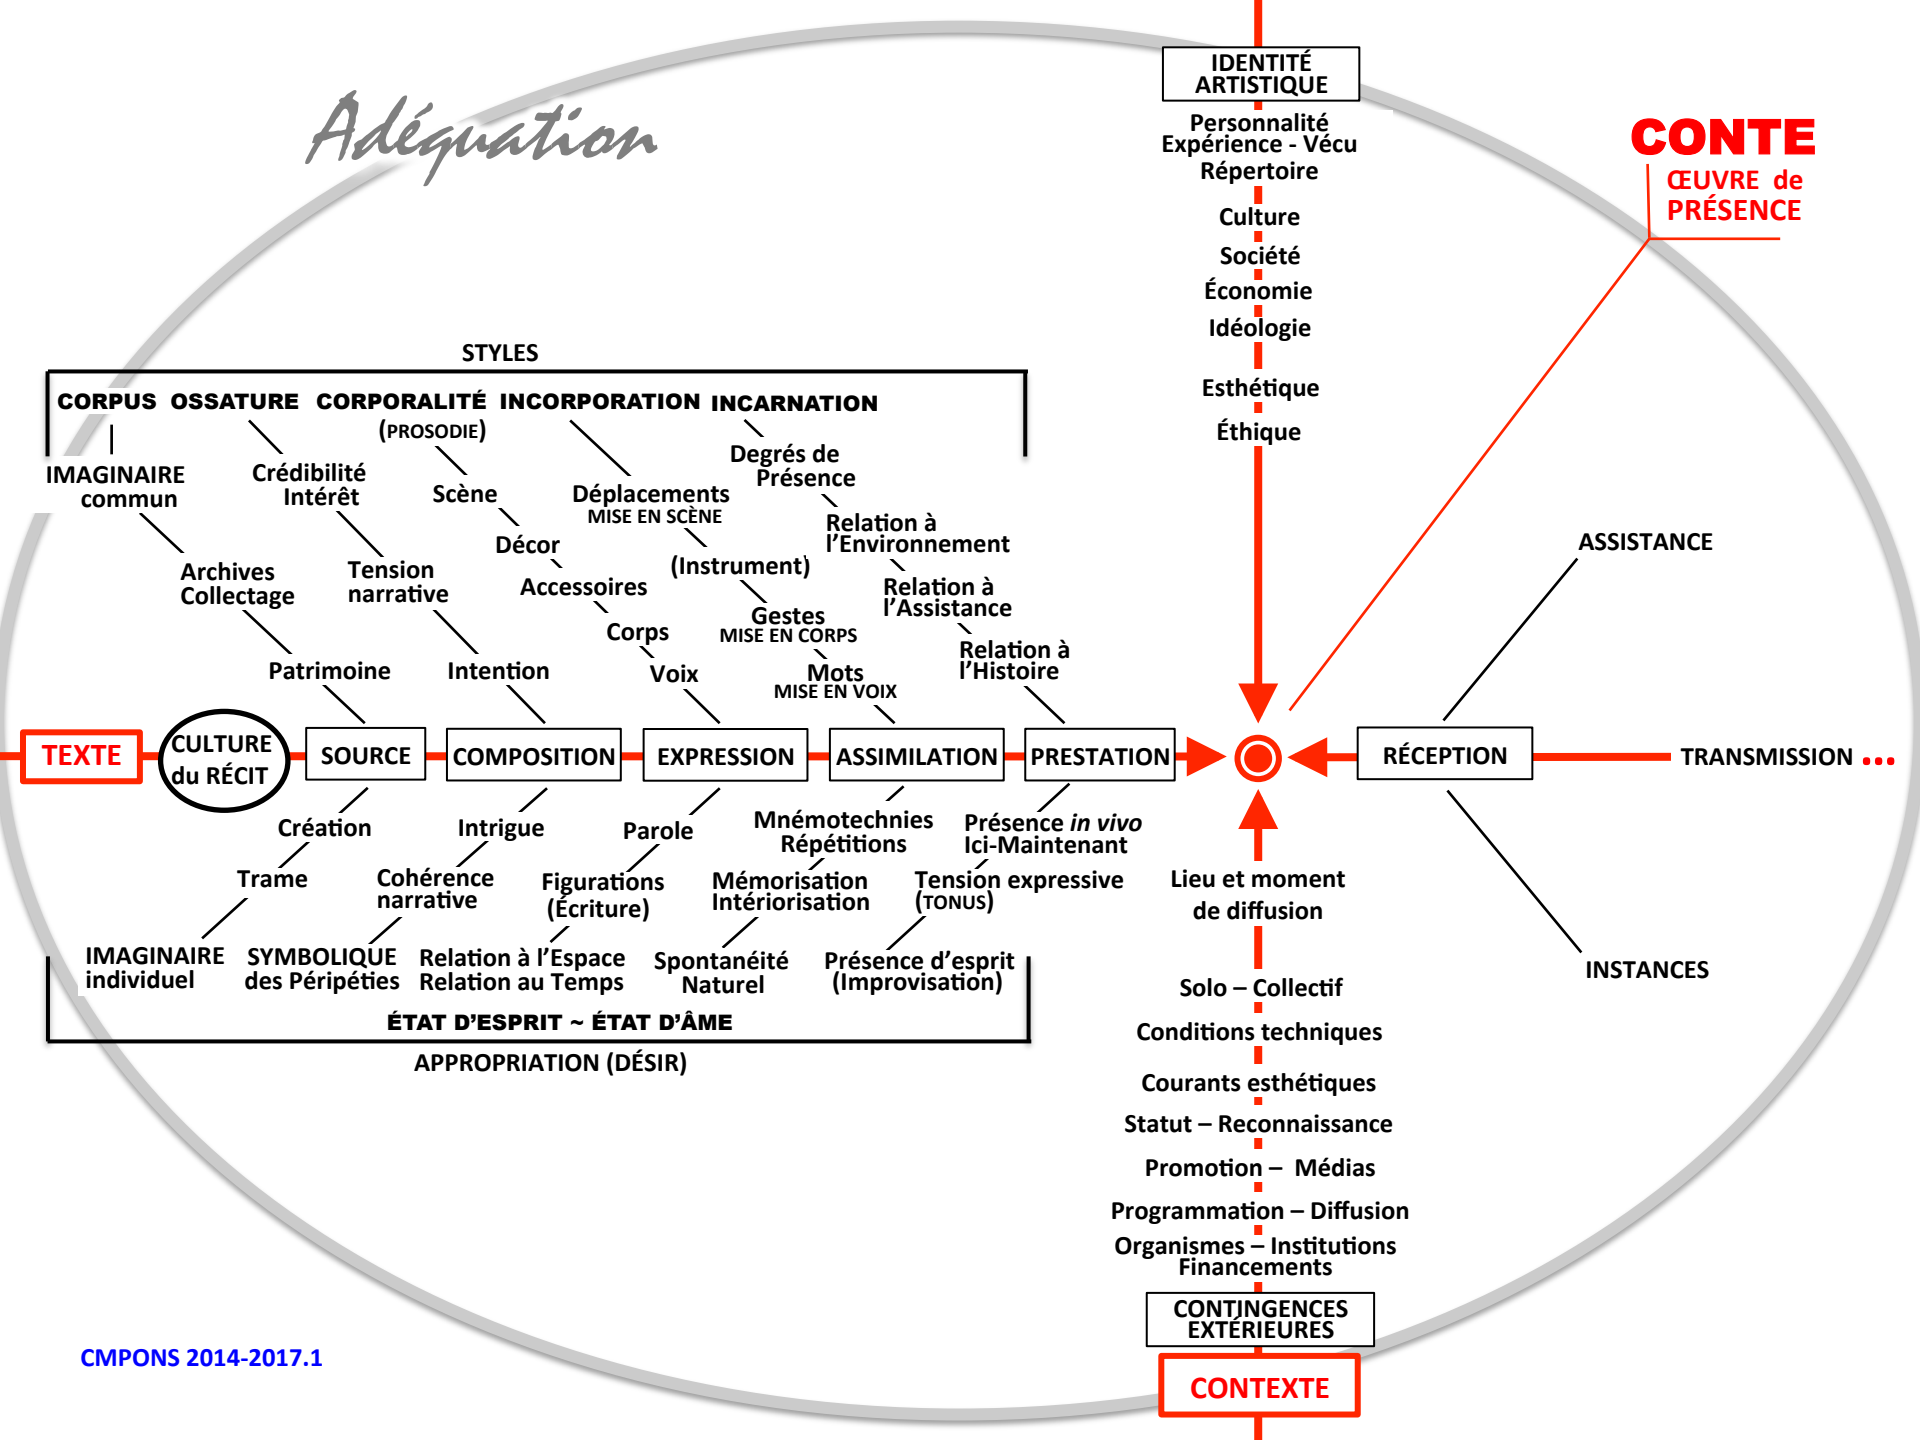 Adéquation
IDENTITÉ
ARTISTIQUE
Personnalité
Expérience - Vécu
Répertoire
Culture
Société
Économie
Idéologie
Esthétique
Éthique
CONTE
ŒUVRE de
PRÉSENCE
STYLES
CORPUS OSSATURE CORPORALITÉ INCORPORATION INCARNATION
(PROSODIE)
IMAGINAIRE
commun
Archives
Collectage
Patrimoine
Crédibilité
Intérêt
Tension
narrative
Intention
Scène
Décor
Accessoires
Corps
Voix
Déplacements
MISE EN SCÈNE
(Instrument)
Gestes
MISE EN CORPS
Mots
MISE EN VOIX
Degrés de
Présence
Relation à
l’Environnement
Relation à
l’Assistance
Relation à
l’Histoire
TEXTE
CULTURE
du RÉCIT
SOURCE
COMPOSITION
EXPRESSION
ASSIMILATION
PRESTATION
RÉCEPTION
TRANSMISSION ...
ASSISTANCE
INSTANCES
Création
Trame
IMAGINAIRE
individuel
Intrigue
Cohérence
narrative
SYMBOLIQUE
des Péripéties
Parole
Figurations
(Écriture)
Relation à l’Espace
Relation au Temps
Mnémotechnies
Répétitions
Mémorisation
Intériorisation
Spontanéité
Naturel
Présence in vivo
Ici-Maintenant
Tension expressive
(TONUS)
Présence d’esprit
(Improvisation)
ÉTAT D’ESPRIT ~ ÉTAT D’ÂME
APPROPRIATION (DÉSIR)
Lieu et moment
de diffusion
Solo – Collectif
Conditions techniques
Courants esthétiques
Statut – Reconnaissance
Promotion – Médias
Programmation – Diffusion
Organismes – Institutions
Financements
CONTINGENCES
EXTÉRIEURES
CONTEXTE
CMPONS 2014-2017.1